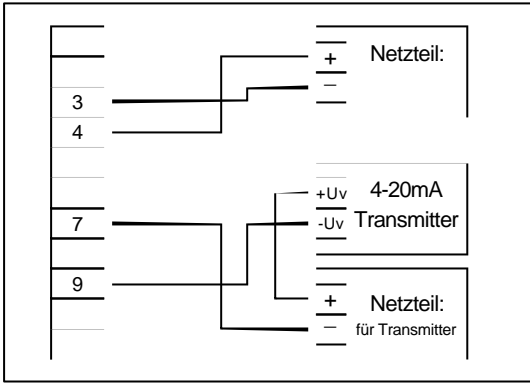 3
4
7
9
+
−
Netzteil:
+Uv
-Uv
4-20mA
Transmitter
+
−
Netzteil:
für Transmitter